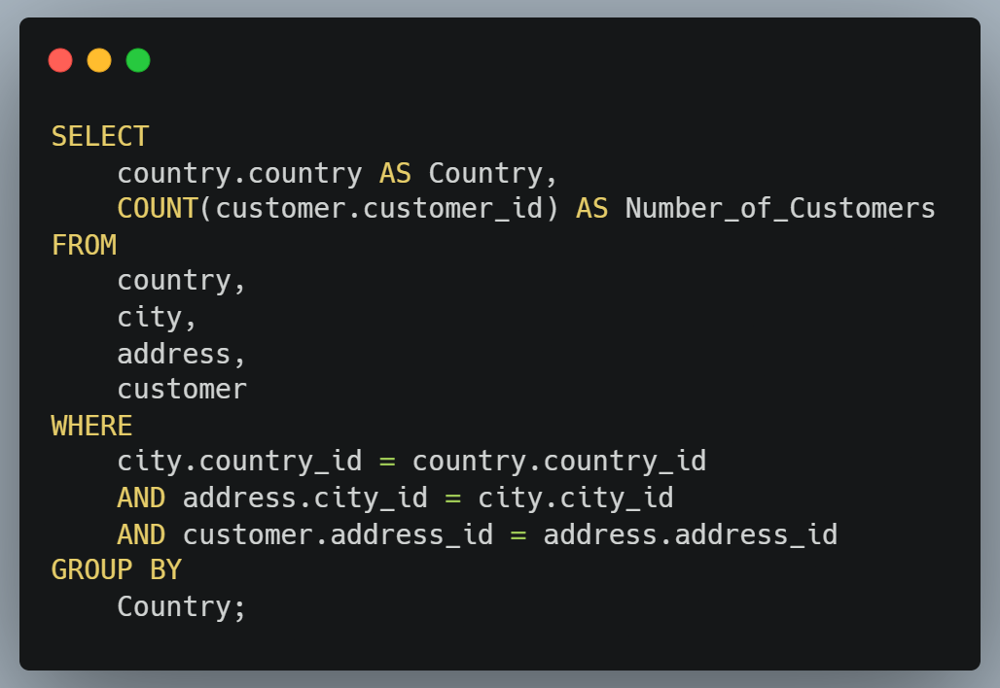 SELECT
    country.country AS Country,
    COUNT(customer.customer_id) AS Number_of_Customers
FROM
    country,
    city,
    address,
    customer
WHERE
    city.country_id = country.country_id
    AND address.city_id = city.city_id
    AND customer.address_id = address.address_id
GROUP BY
    Country;